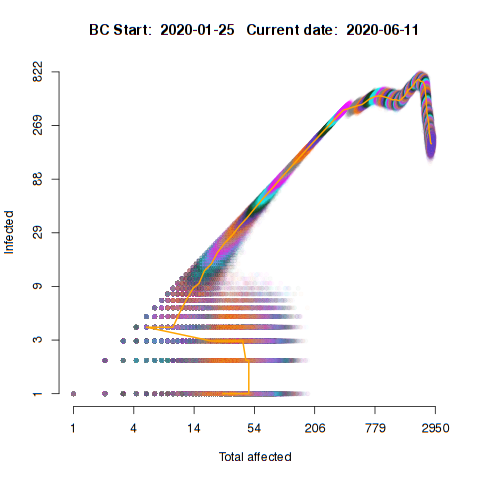 BC Start: 2020-01-25 Current date: 2020-06-11
822
269
88
29
9
3
1
Infected
1 4 14 54 206 779 2950
Total affected